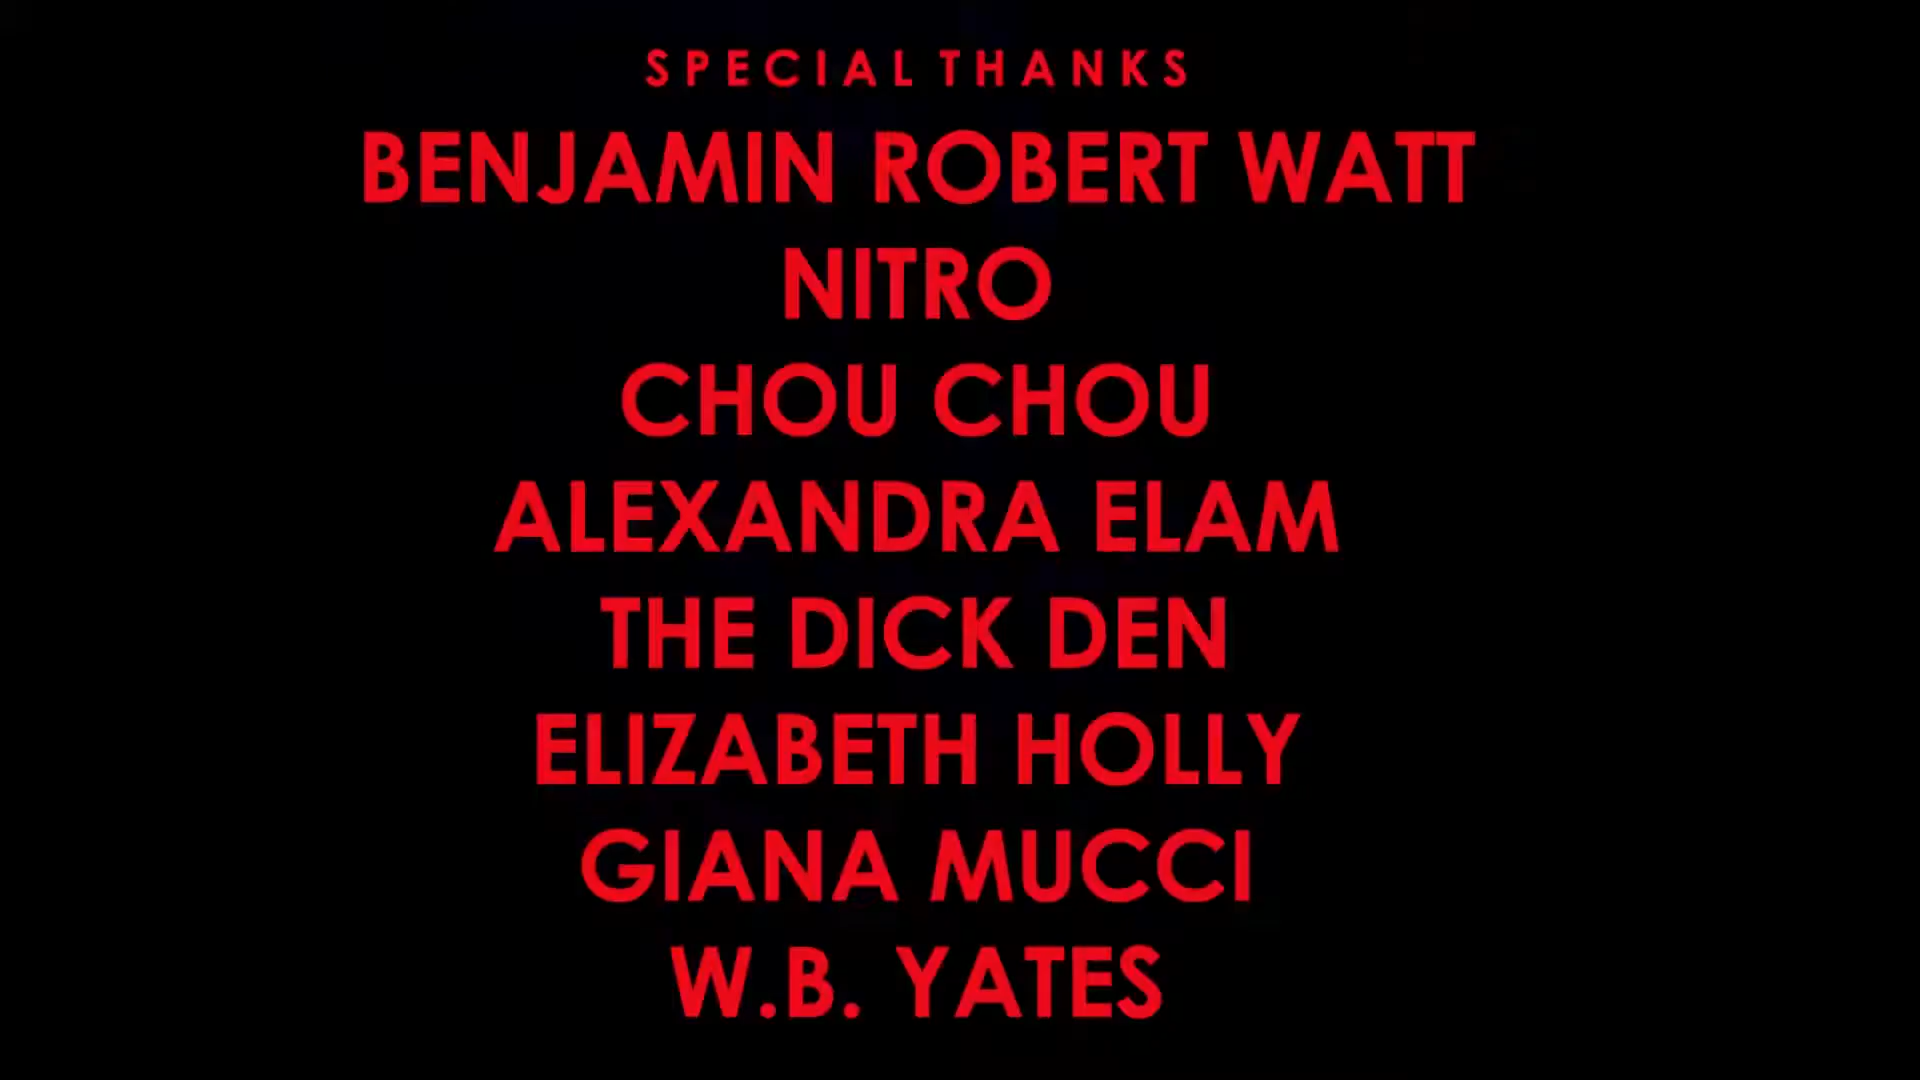 SPECIAL THANKS
BENJAMIN ROBERT WATT
NITRO
CHOU CHOU
ALEXANDRA ELAM
THE DICK DEN
ELIZABETH HOLLY
GIANA MUCCI
W.B. YATES